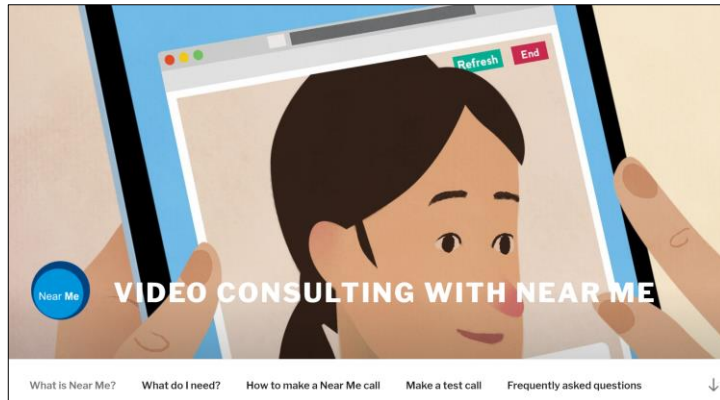 Refresh
End
Near Me
VIDEO CONSULTING WITH NEAR ME
What is Near Me? What do I need? How to make a Near Me call Make a test call Frequently asked questions